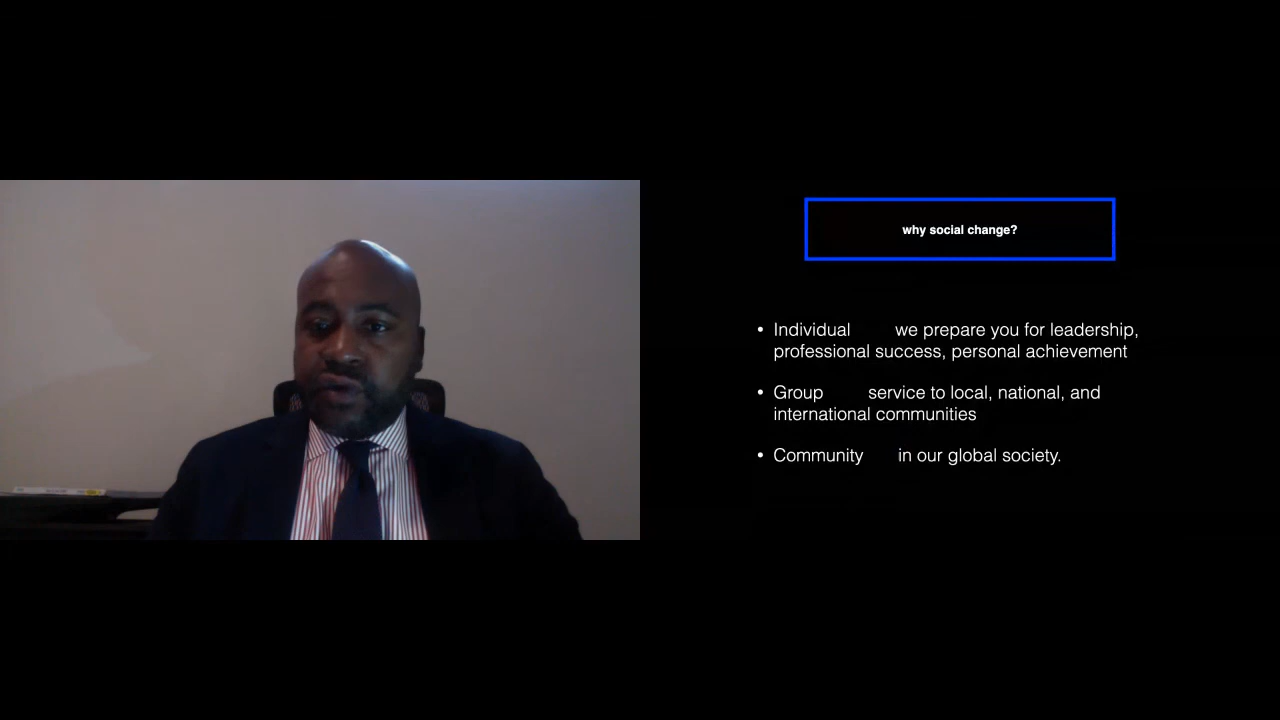 why social change?
• Individual we prepare you for leadership,
professional success, personal achievement
• Group service to local, national, and
international communities
• Community in our global society.